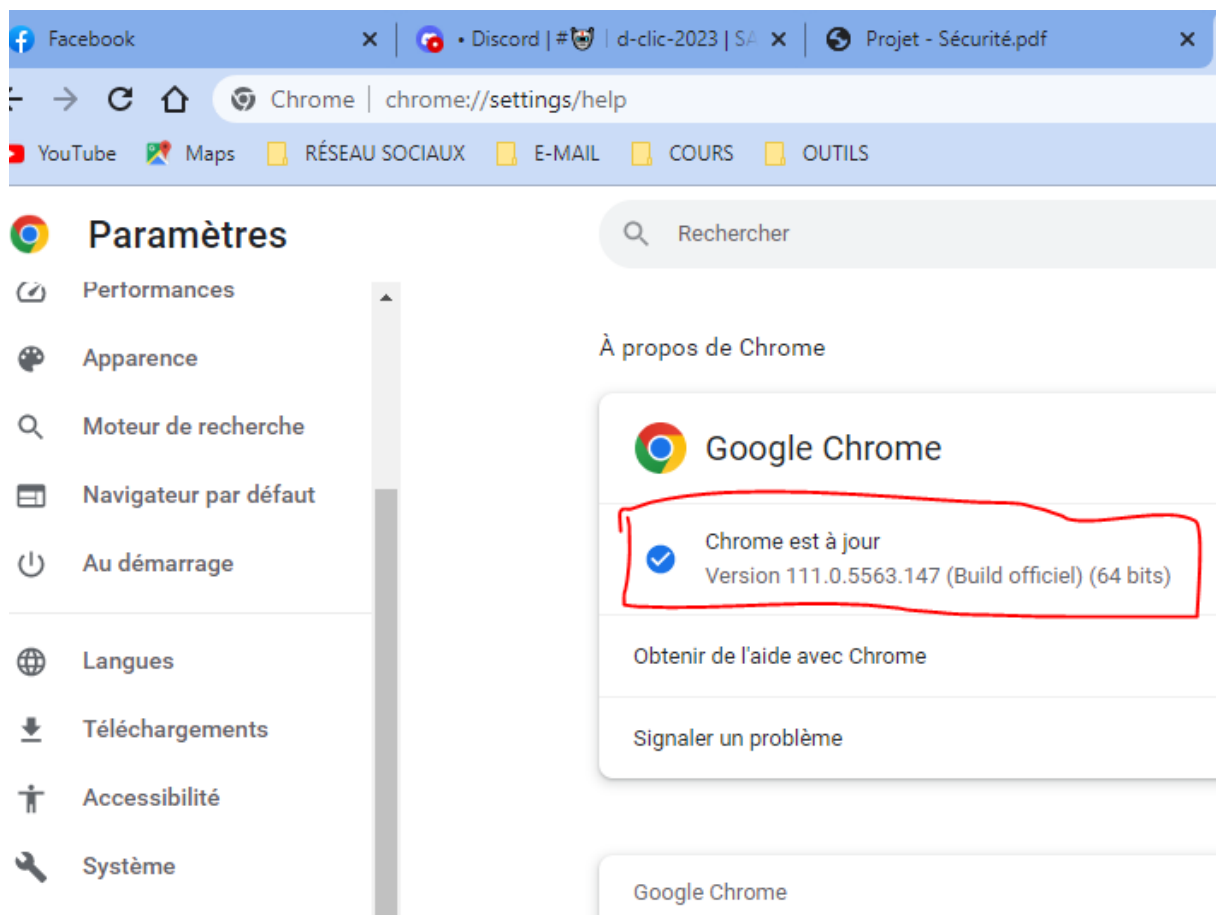 Facebook
• Discord | # | d-clic-2023 | SA
Projet - Sécurité.pdf
Chrome | chrome://settings/help
YouTube
Maps
RÉSEAU SOCIAUX
E-MAIL
COURS
OUTILS
Paramètres
Rechercher
Performances
Apparence
Moteur de recherche
Navigateur par défaut
Au démarrage
Langues
Téléchargements
Accessibilité
Système
À propos de Chrome
Google Chrome
Chrome est à jour
Version 111.0.5563.147 (Build officiel) (64 bits)
Obtenir de l'aide avec Chrome
Signaler un problème
Google Chrome